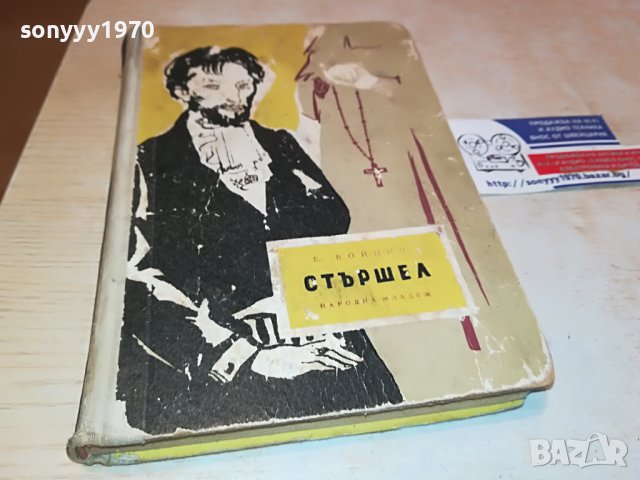 sonyyy1970
Е. ВОЙНИЧ
СТЪРШЕЛ
НАРОДНА МЛАДЕЖ
http://sonyyy1970.bazar.bg/
BAZAR.BG